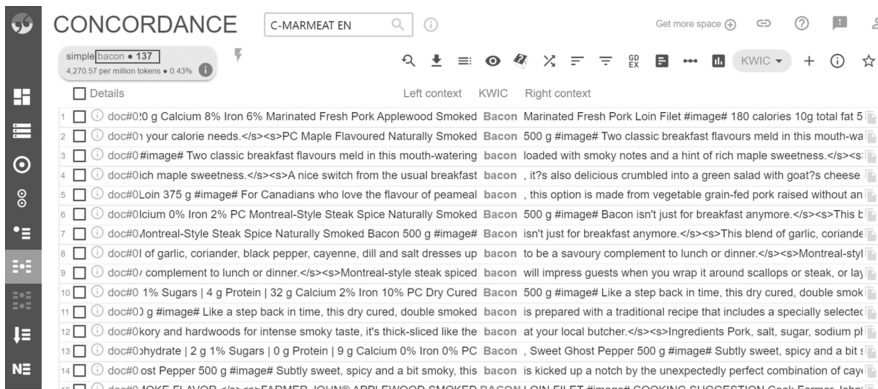 CONCORDANCE
C-MARMEAT EN
Get more space
simple bacon • 137
4,270.57 per million tokens • 0.43%
GD
EX
KWIC
Details Left context KWIC Right context
1 doc#0 g Calcium 8% Iron 6% Marinated Fresh Pork Applewood Smoked Bacon Marinated Fresh Pork Loin Filet #image# 180 calories 10g total fat 5
2 doc#0 your calorie needs.</s><s>PC Maple Flavoured Naturally Smoked Bacon 500 g #image# Two classic breakfast flavours meld in this mouth-wa
3 doc#0 #image# Two classic breakfast flavours meld in this mouth-watering bacon loaded with smoky notes and a hint of rich maple sweetness.</s><s>
4 doc#0 ich maple sweetness.</s><s>A nice switch from the usual breakfast bacon , it?s also delicious crumbled into a green salad with goat?s cheese
5 doc#0 Loin 375 g #image# For Canadians who love the flavour of peameal bacon , this option is made from vegetable grain-fed pork raised without an
6 doc#0 lcium 0% Iron 2% PC Montreal-Style Steak Spice Naturally Smoked Bacon 500 g #image# Bacon isn't just for breakfast anymore.</s><s>This b
7 doc#0 Montreal-Style Steak Spice Naturally Smoked Bacon 500 g #image# Bacon isn't just for breakfast anymore.</s><s>This blend of garlic, coriande
8 doc#0 l of garlic, coriander, black pepper, cayenne, dill and salt dresses up bacon to be a savoury complement to lunch or dinner.</s><s>Montreal-styl
9 doc#0 complement to lunch or dinner.</s><s>Montreal-style steak spiced bacon will impress guests when you wrap it around scallops or steak, or lay
10 doc#0 1% Sugars | 4 g Protein | 32 g Calcium 2% Iron 10% PC Dry Cured Bacon 500 g #image# Like a step back in time, this dry cured, double smok
11 doc#0 g #image# Like a step back in time, this dry cured, doubled smoked bacon is prepared with a traditional recipe that includes a specially selected
12 doc#0 kory and hardwoods for intense smoky taste, it's thick-sliced like the bacon at your local butcher.</s><s>Ingredients Pork, salt, sugar, sodium ph
13 doc#0 ohydrate | 2 g 1% Sugars | 0 g Protein | 9 g Calcium 0% Iron 0% PC Bacon , Sweet Ghost Pepper 500 g #image# Subtly sweet, spicy and a bit s
14 doc#0 ost Pepper 500 g #image# Subtly sweet, spicy and a bit smoky, this bacon is kicked up a notch by the unexpectedly perfect combination of caye